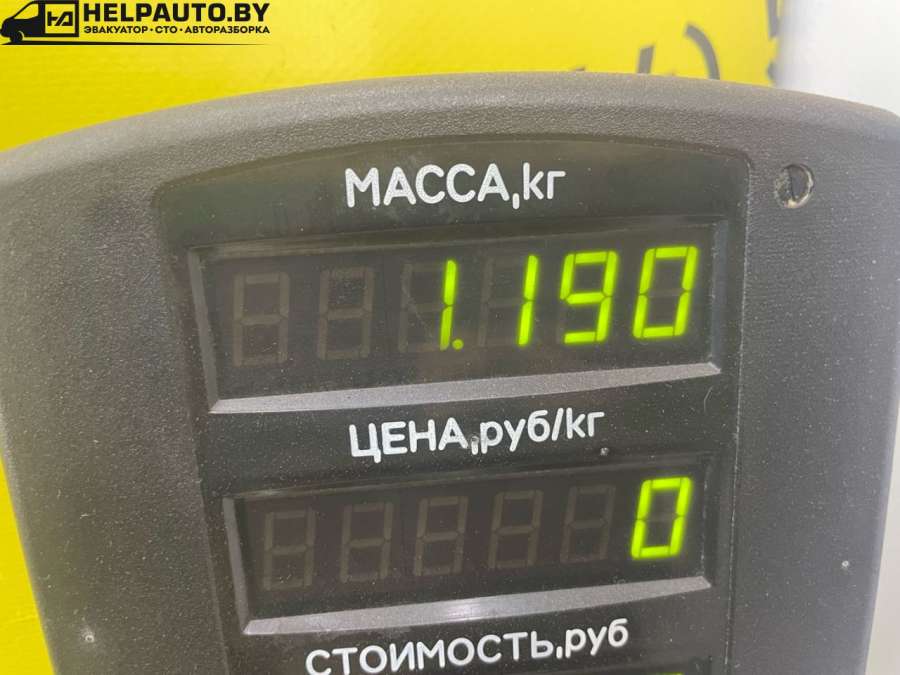 HELPAUTO.BY
ЭВАКУАТОР·СТО·АВТОРАЗБОРКА
МАССА,кг
1.190
ЦЕНА,руб/кг
0
СТОИМОСТЬ,руб